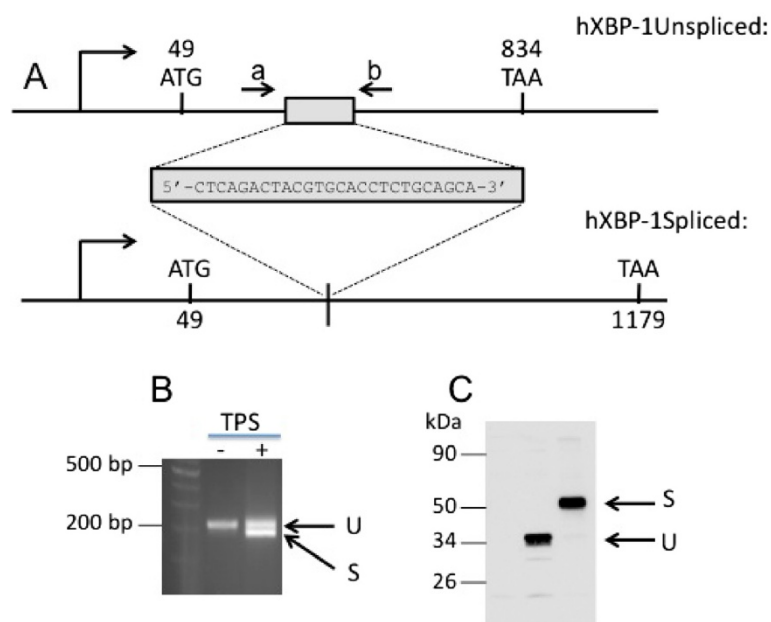 hXBP-1Unspliced:
A
49
ATG
a
b
834
TAA
5′-CTCAGACTACGTGCACCTCTGCAGCA-3′
hXBP-1Spliced:
ATG
TAA
49
1179
B
TPS
- +
500 bp
200 bp
U
S
C
kDa
90
50
34
26
S
U